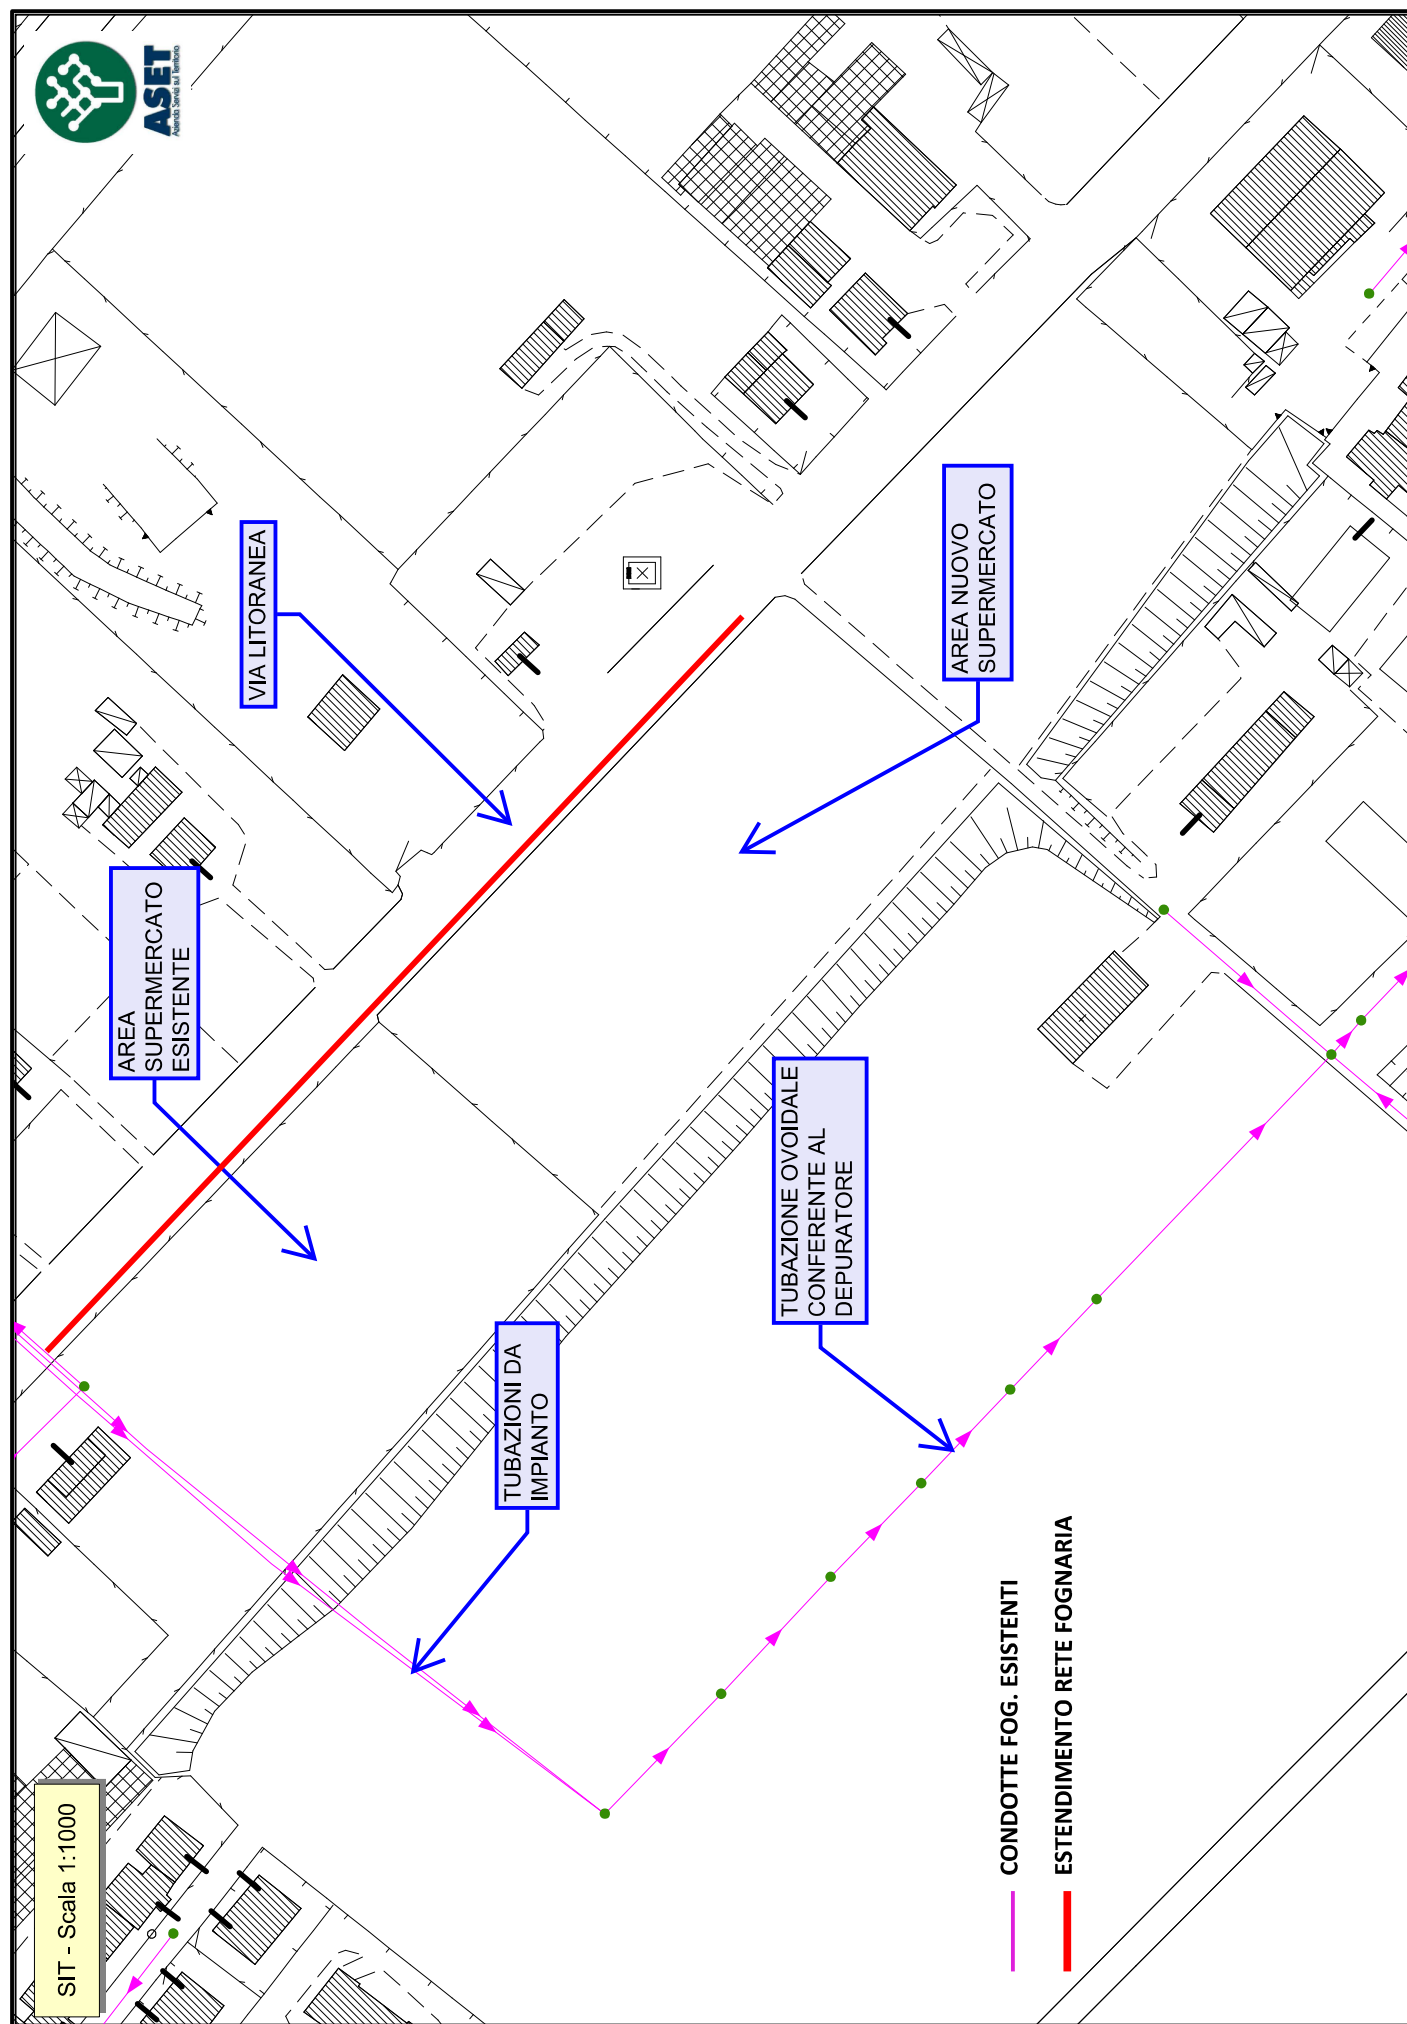 ASET
Azienda Servizi sul Territorio
VIA LITORANEA
AREA NUOVO
SUPERMERCATO
AREA
SUPERMERCATO
ESISTENTE
TUBAZIONE OVOIDALE
CONFERENTE AL
DEPURATORE
TUBAZIONI DA
IMPIANTO
CONDOTTE FOG. ESISTENTI
ESTENDIMENTO RETE FOGNARIA
SIT - Scala 1:1000